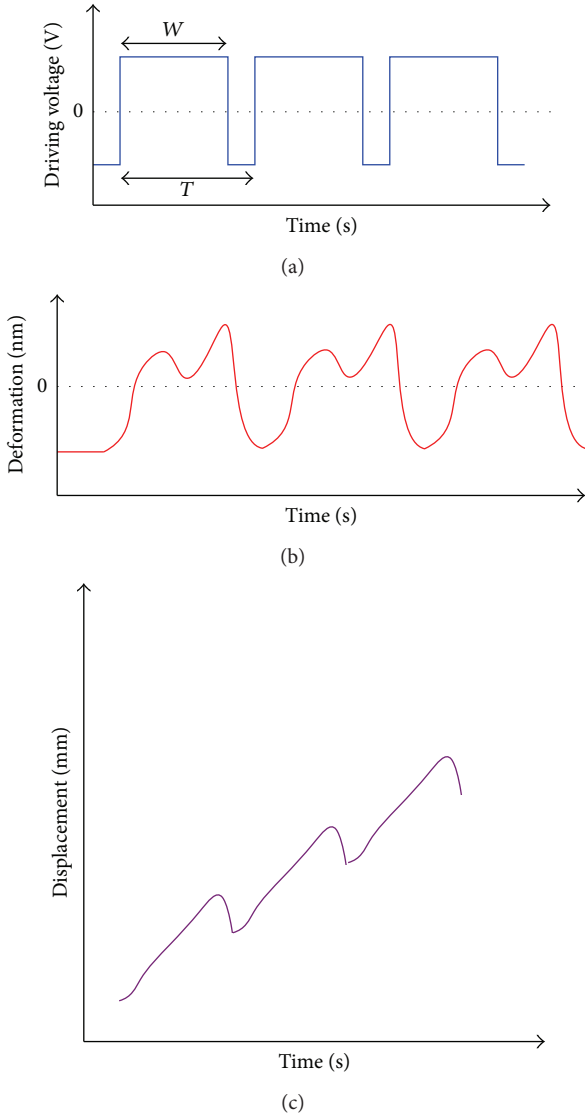 Driving voltage (V)
W
0
T
Time (s)
(a)
Deformation (nm)
0
Time (s)
(b)
Displacement (mm)
Time (s)
(c)